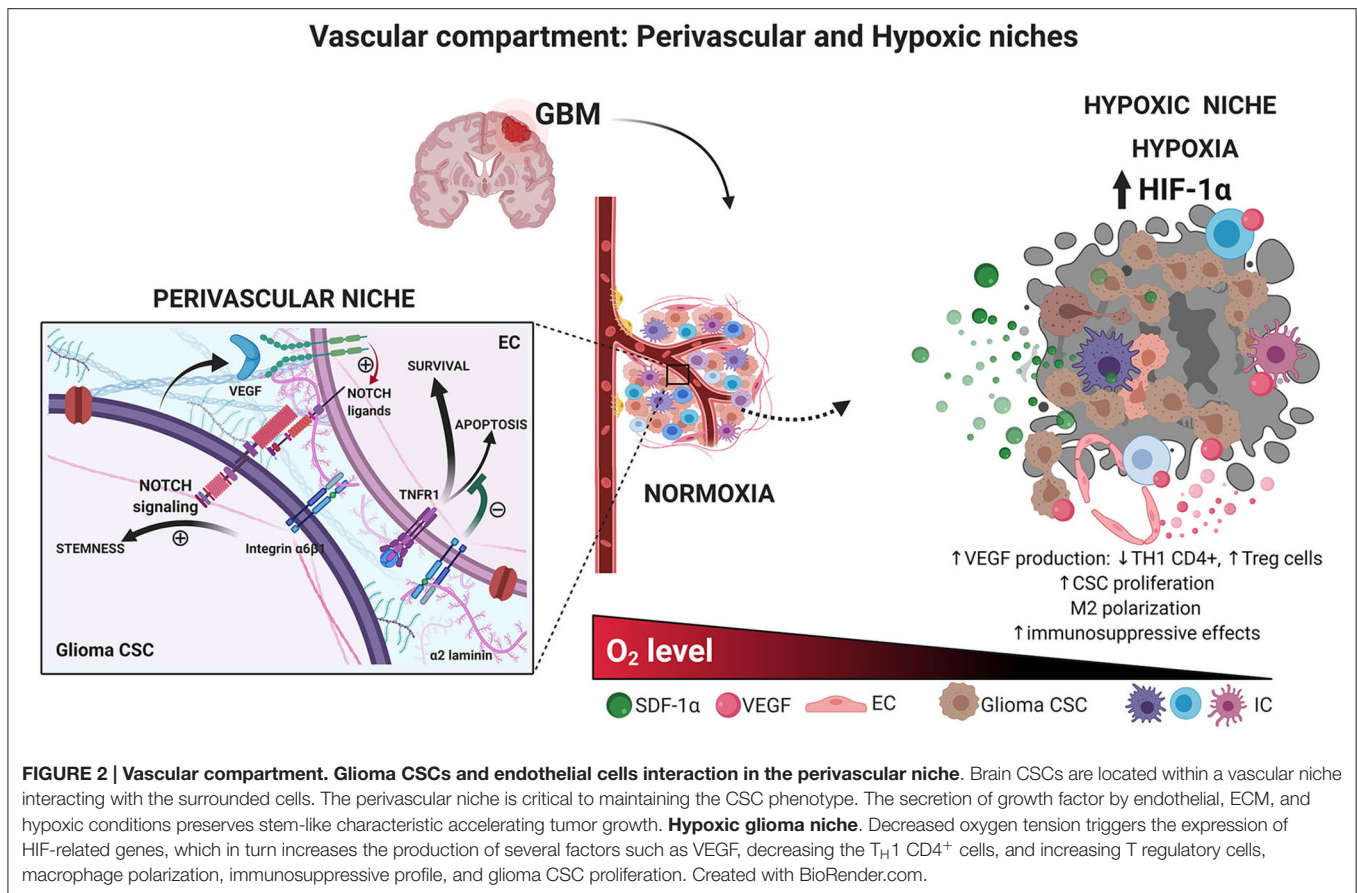 Vascular compartment: Perivascular and Hypoxic niches
GBM
HYPOXIC NICHE
HYPOXIA
HIF-1α
PERIVASCULAR NICHE
EC
VEGF
NOTCH
ligands
SURVIVAL
APOPTOSIS
TNFR1
NOTCH
signaling
STEMNESS
Integrin α6β1
Glioma CSC
α2 laminin
NORMOXIA
↑VEGF production: ↓TH1 CD4+, ↑Treg cells
↑CSC proliferation
M2 polarization
↑immunosuppressive effects
O₂ level
SDF-1α VEGF EC Glioma CSC IC
FIGURE 2 | Vascular compartment. Glioma CSCs and endothelial cells interaction in the perivascular niche. Brain CSCs are located within a vascular niche
interacting with the surrounded cells. The perivascular niche is critical to maintaining the CSC phenotype. The secretion of growth factor by endothelial, ECM, and
hypoxic conditions preserves stem-like characteristic accelerating tumor growth. Hypoxic glioma niche. Decreased oxygen tension triggers the expression of
HIF-related genes, which in turn increases the production of several factors such as VEGF, decreasing the TH1 CD4⁺ cells, and increasing T regulatory cells,
macrophage polarization, immunosuppressive profile, and glioma CSC proliferation. Created with BioRender.com.